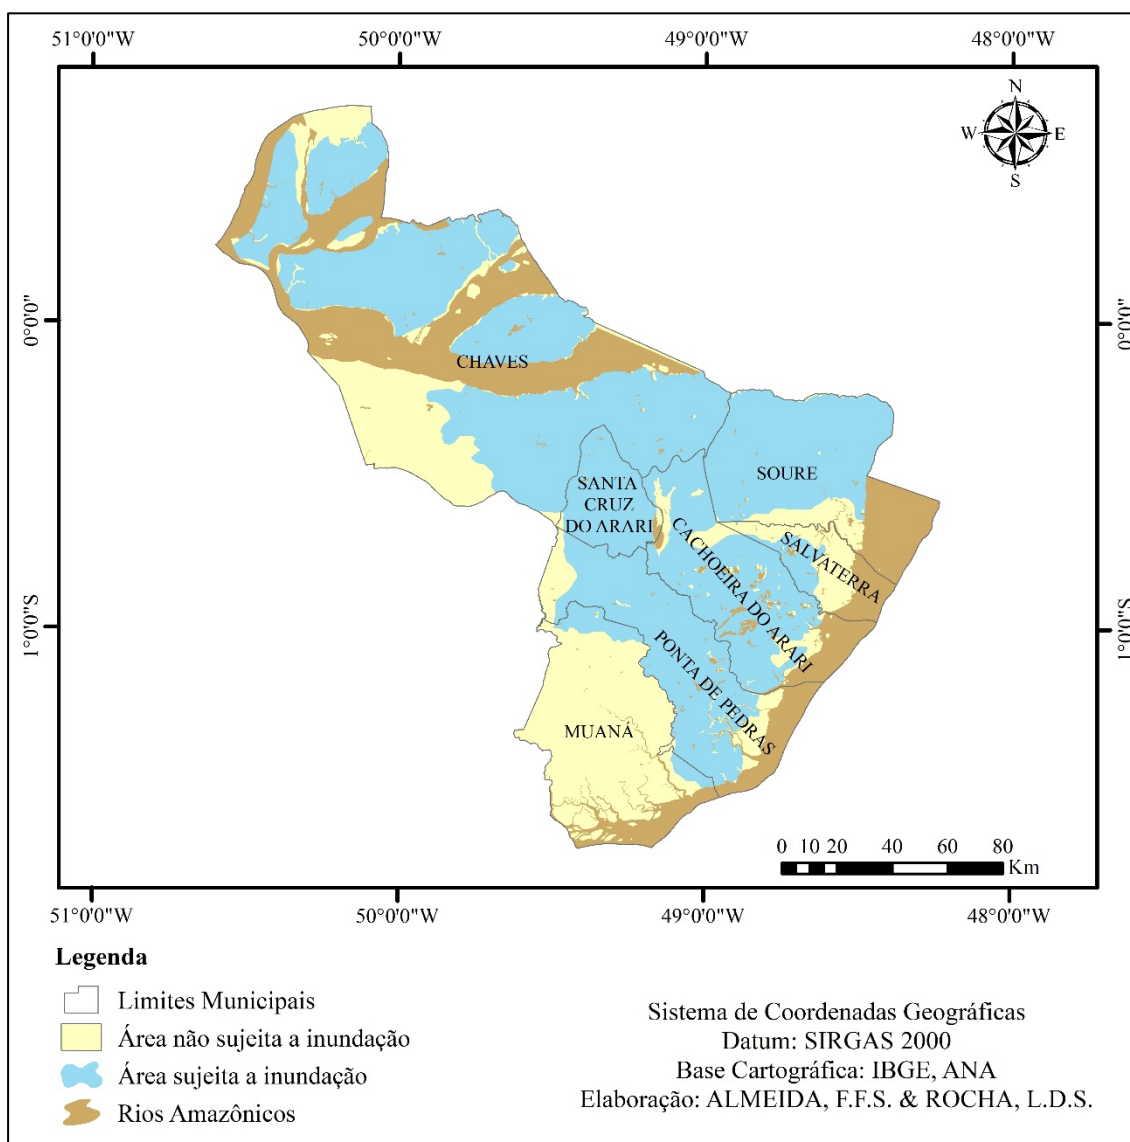 51°0'0"W
50°0'0"W
49°0'0"W
48°0'0"W
N
W
E
S
0°0'0"
0°0'0"
CHAVES
SOURE
SANTA
CRUZ
DO ARARI
SALVATERRA
CACHOEIRA DO ARARI
1°0'0"S
1°0'0"S
PONTA DE PEDRAS
MUANÁ
0 10 20 40 60 80
Km
51°0'0"W
50°0'0"W
49°0'0"W
48°0'0"W
Legenda
Limites Municipais
Área não sujeita a inundação
Área sujeita a inundação
Rios Amazônicos
Sistema de Coordenadas Geográficas
Datum: SIRGAS 2000
Base Cartográfica: IBGE, ANA
Elaboração: ALMEIDA, F.F.S. & ROCHA, L.D.S.